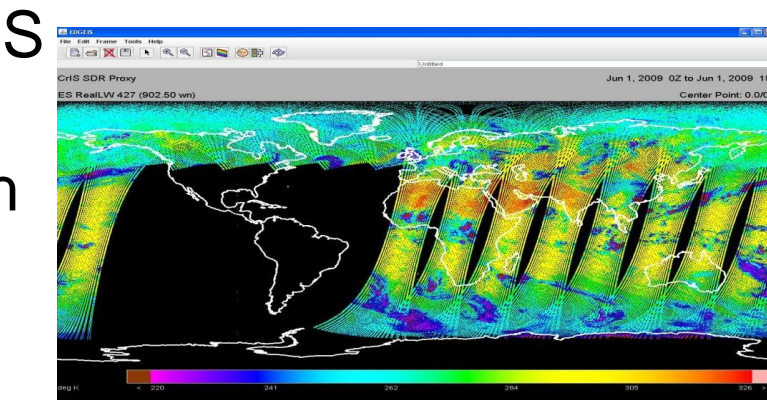 s
EDGEIS
File Edit Frame Tools Help
Untitled
CrIS SDR Proxy
Jun 1, 2009 0Z to Jun 1, 2009 1
ES RealLW 427 (902.50 wn)
Center Point: 0.0/0
n
deg K < 220 241 262 284 305 326 >